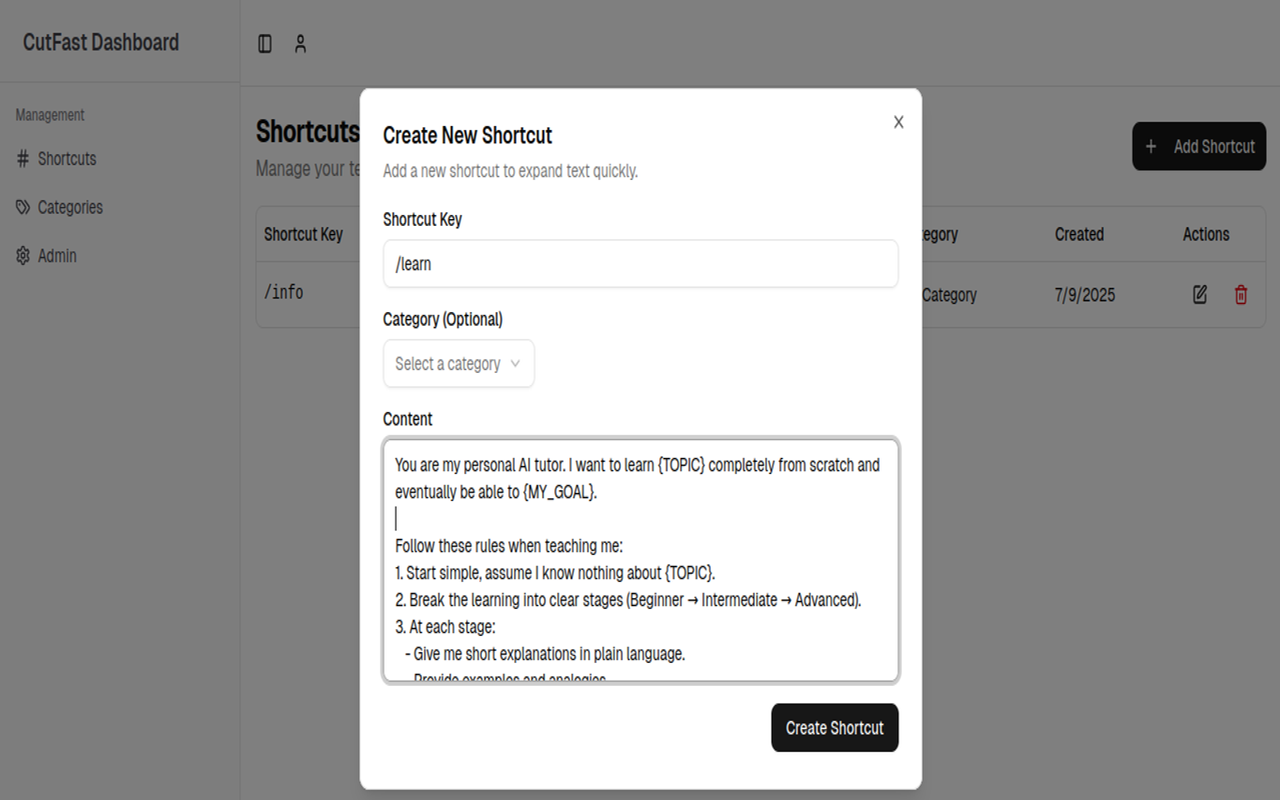 CutFast Dashboard
Management
Shortcuts
Categories
Admin
Shortcuts
Manage your te
+ Add Shortcut
Shortcut Key
egory
Created
Actions
/info
Category
7/9/2025
Create New Shortcut
X
Add a new shortcut to expand text quickly.
Shortcut Key
/learn
Category (Optional)
Select a category
Content
You are my personal AI tutor. I want to learn {TOPIC} completely from scratch and
eventually be able to {MY_GOAL}.
Follow these rules when teaching me:
1. Start simple, assume I know nothing about {TOPIC}.
2. Break the learning into clear stages (Beginner → Intermediate → Advanced).
3. At each stage:
- Give me short explanations in plain language.
- Provide examples and analogies.
Create Shortcut